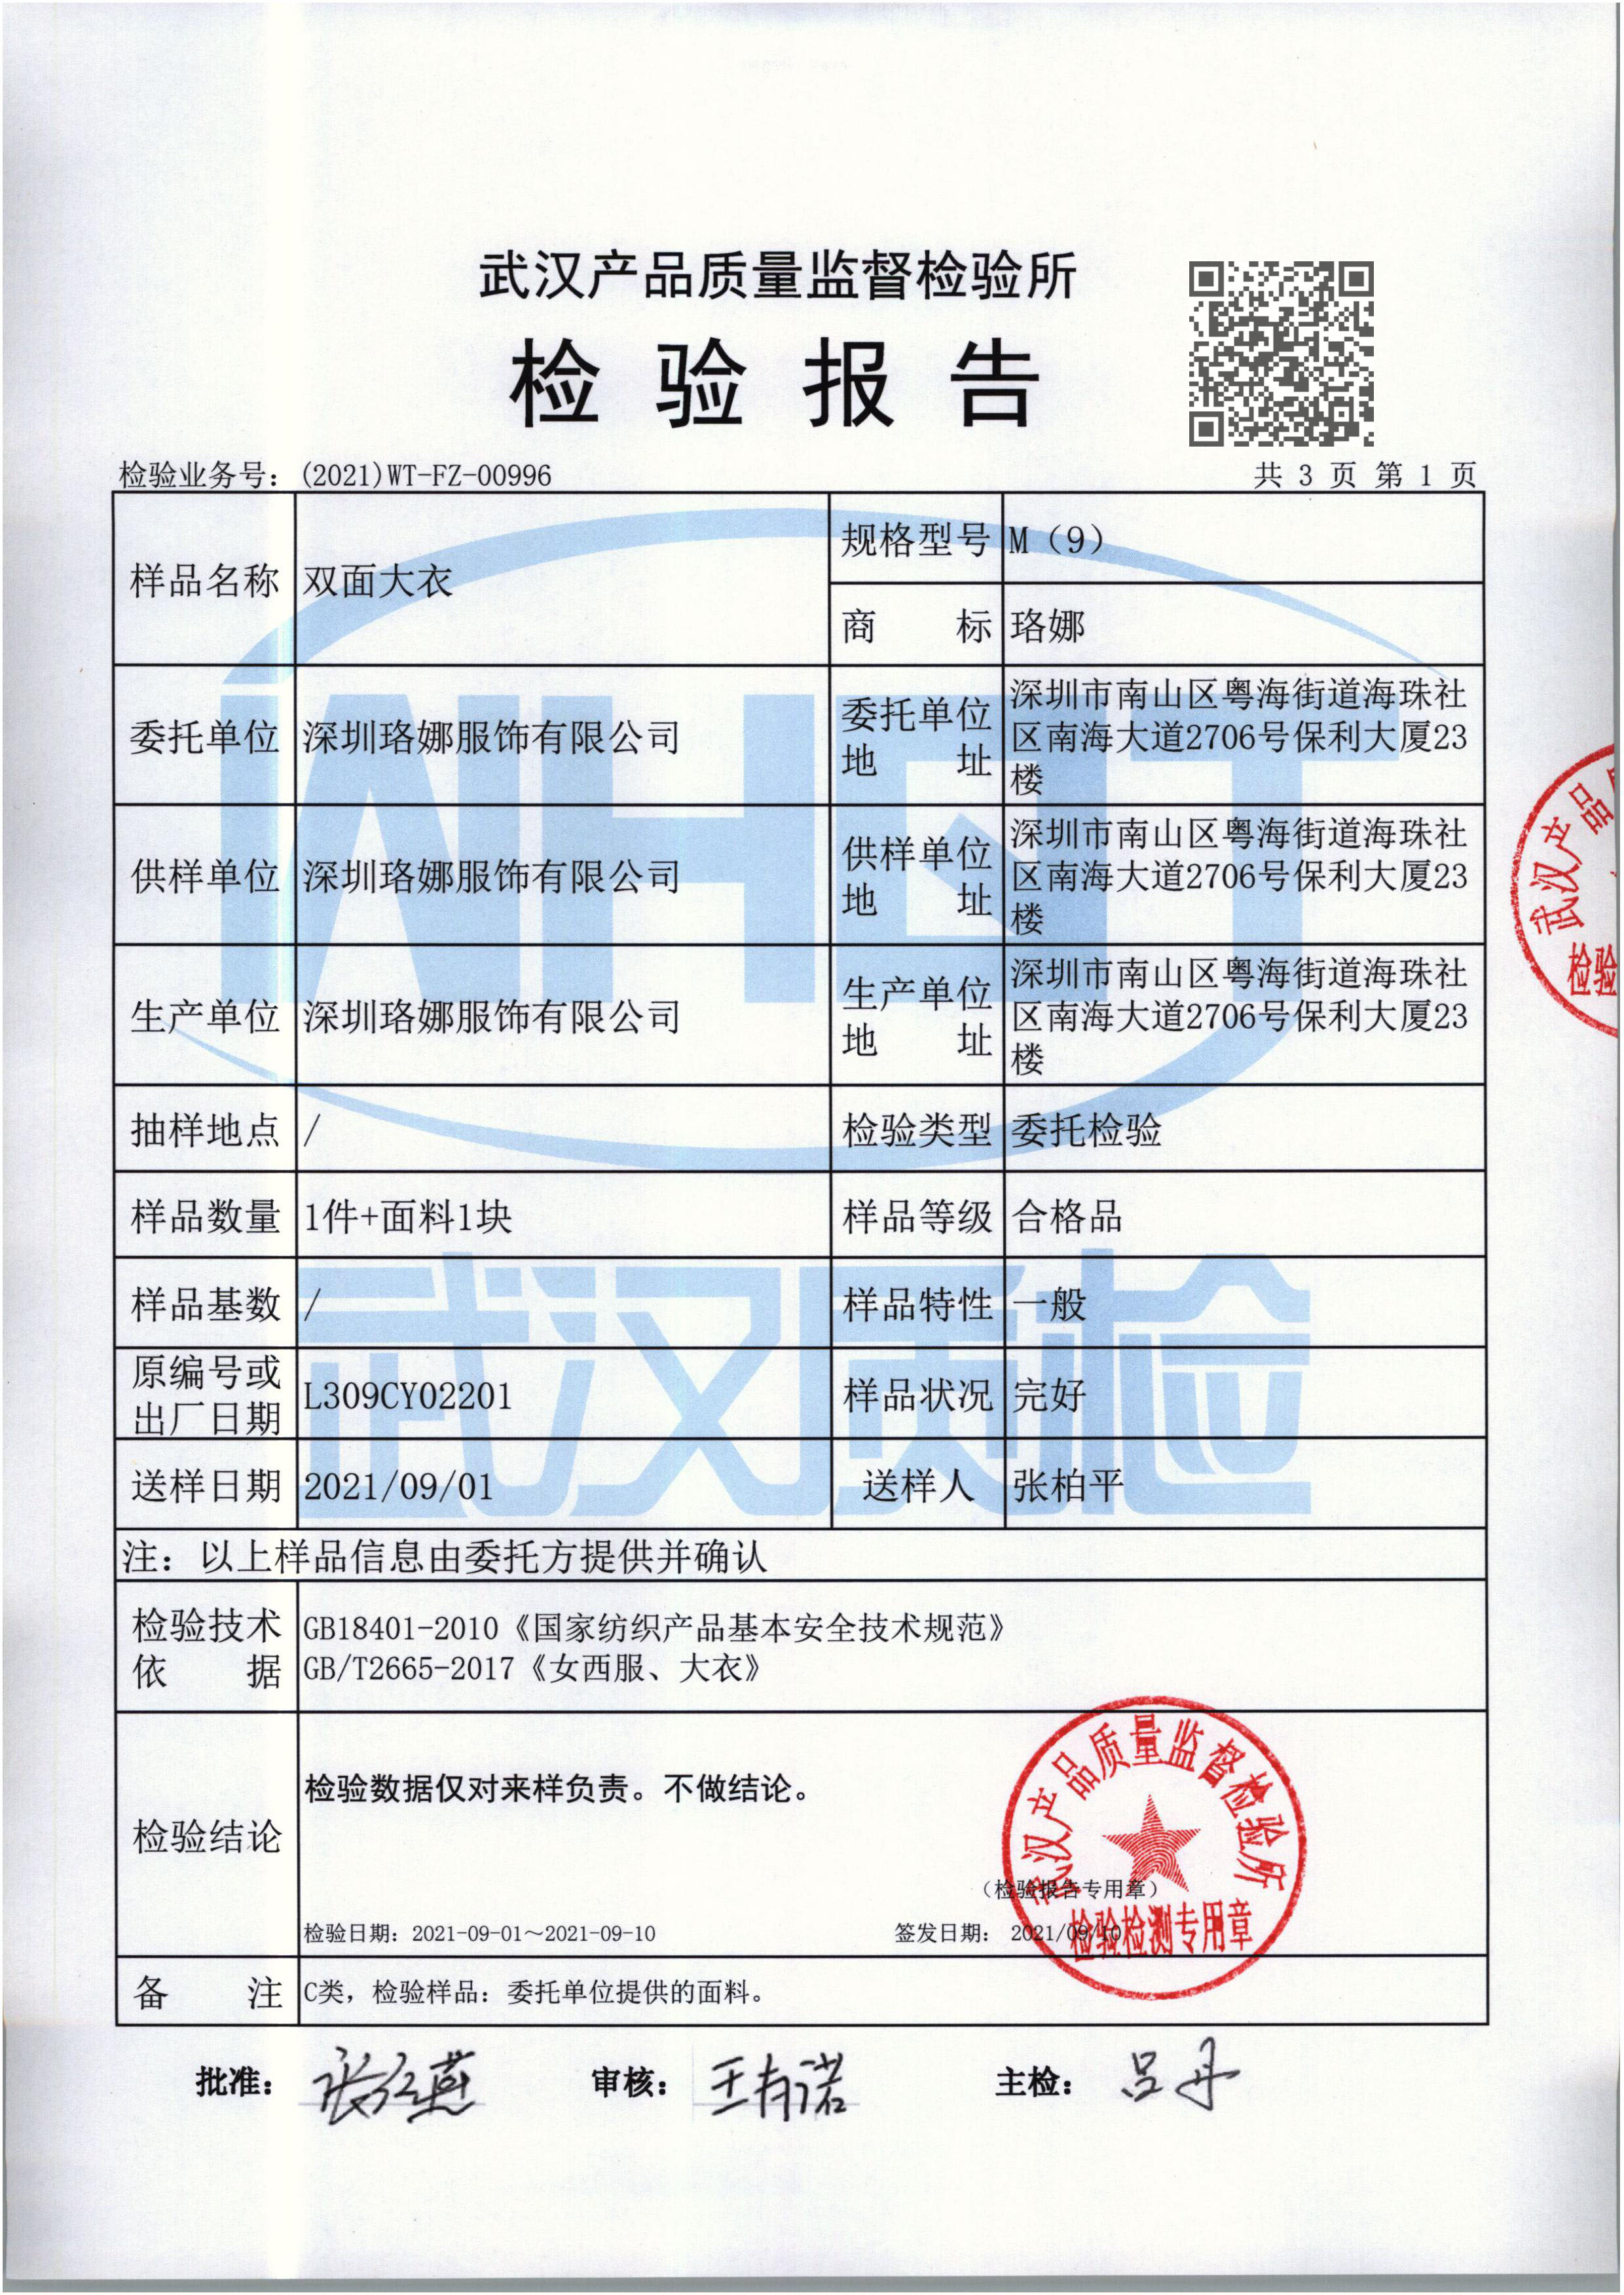 武汉产品质量监督检验所
检验报告
检验业务号：(2021)WT-FZ-00996
共 3 页 第 1 页
样品名称 双面大衣 规格型号 M（9）
商 标 珞娜
委托单位 深圳珞娜服饰有限公司 委托单位地 址 深圳市南山区粤海街道海珠社
区南海大道2706号保利大厦23
楼
供样单位 深圳珞娜服饰有限公司 供样单位地 址 深圳市南山区粤海街道海珠社
区南海大道2706号保利大厦23
楼
生产单位 深圳珞娜服饰有限公司 生产单位地 址 深圳市南山区粤海街道海珠社
区南海大道2706号保利大厦23
楼
抽样地点 / 检验类型 委托检验
样品数量 1件+面料1块 样品等级 合格品
样品基数 / 样品特性 一般
原编号或
出厂日期 L309CY02201 样品状况 完好
送样日期 2021/09/01 送样人 张柏平
注：以上样品信息由委托方提供并确认
检验技术
依 据 GB18401-2010《国家纺织产品基本安全技术规范》
GB/T2665-2017《女西服、大衣》
检验结论 检验数据仅对来样负责。不做结论。
（检验报告专用章）
检验日期：2021-09-01～2021-09-10 签发日期： 2021/09/10
武汉产品质量监督检验所
检验检测专用章
备 注 C类，检验样品：委托单位提供的面料。
批准： 张红燕 审核： 王有诺 主检： 吕丹
武汉产品
检验
WHQT
武汉质检